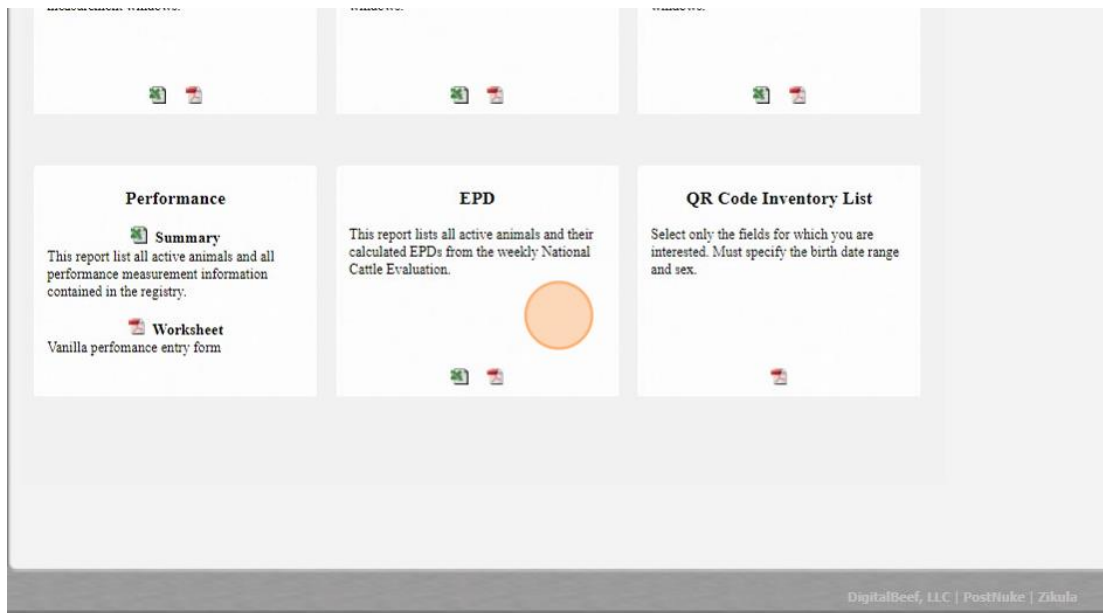 Performance
Summary
This report list all active animals and all
performance measurement information
contained in the registry.
Worksheet
Vanilla perfomance entry form
EPD
This report lists all active animals and their
calculated EPDs from the weekly National
Cattle Evaluation.
QR Code Inventory List
Select only the fields for which you are
interested. Must specify the birth date range
and sex.
DigitalBeef, LLC | PostNuke | Zikula